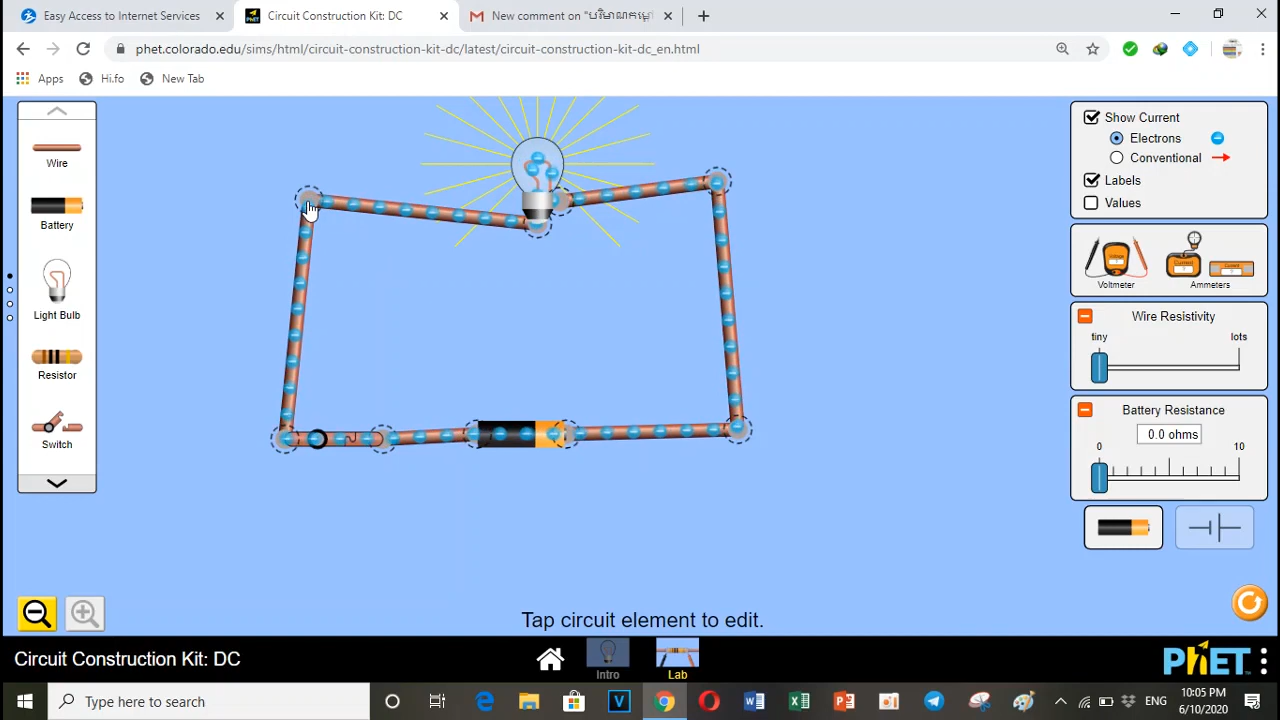 Easy Access to Internet Services
Circuit Construction Kit: DC
New comment on "
phet.colorado.edu/sims/html/circuit-construction-kit-dc/latest/circuit-construction-kit-dc_en.html
Apps
Hi.fo
New Tab
Wire
Battery
Light Bulb
Resistor
Switch
Show Current
Electrons
Conventional
Labels
Values
Voltmeter
Ammeters
Wire Resistivity
tiny
lots
Battery Resistance
0.0 ohms
0
10
Tap circuit element to edit.
Circuit Construction Kit: DC
Intro
Lab
PhET
Type here to search
ENG
10:05 PM
6/10/2020